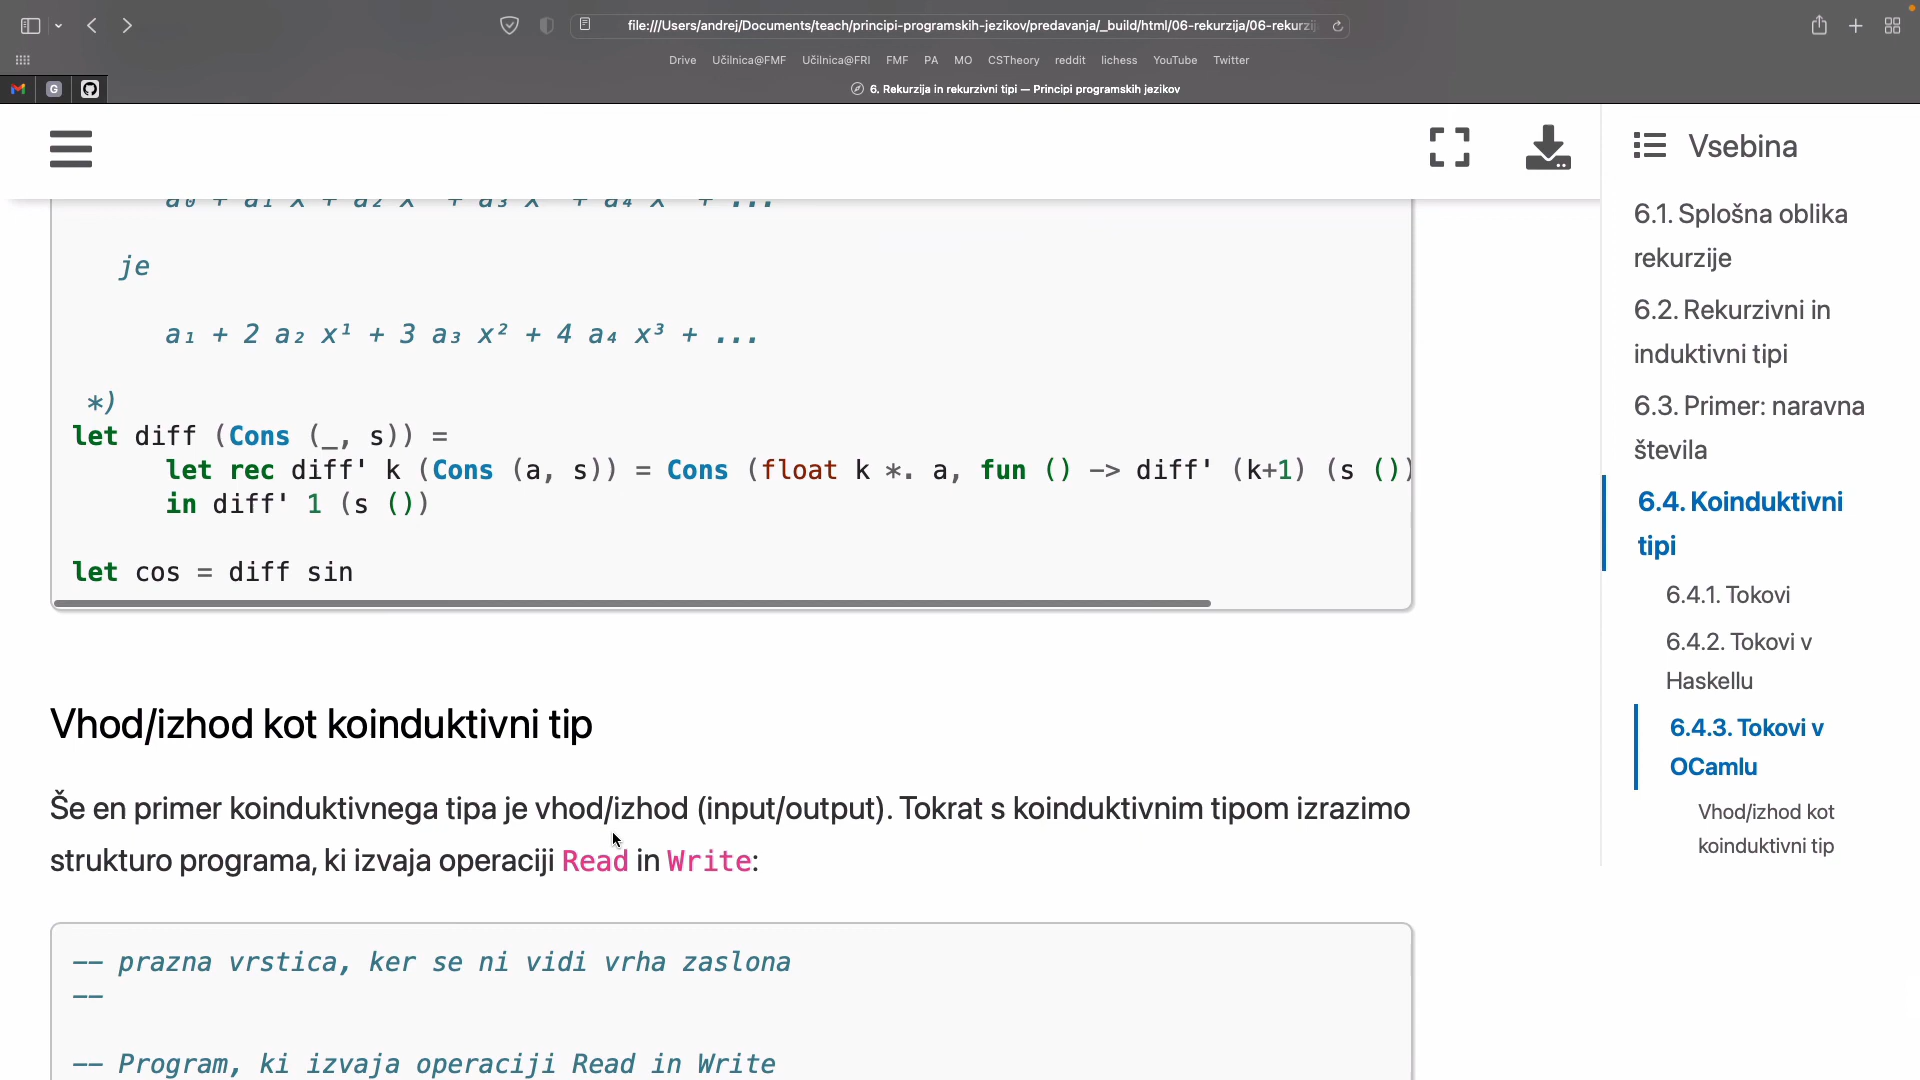 file:///Users/andrej/Documents/teach/principi-programskih-jezikov/predavanja/_build/html/06-rekurzija/06-rekurzi
Drive Učilnica@FMF Učilnica@FRI FMF PA MO CSTheory reddit lichess YouTube Twitter
G
6. Rekurzija in rekurzivni tipi — Principi programskih jezikov
Vsebina
6.1. Splošna oblika
rekurzije
6.2. Rekurzivni in
induktivni tipi
6.3. Primer: naravna
števila
6.4. Koinduktivni
tipi
6.4.1. Tokovi
6.4.2. Tokovi v
Haskellu
6.4.3. Tokovi v
OCamlu
Vhod/izhod kot
koinduktivni tip
je
a₁ + 2 a₂ x¹ + 3 a₃ x² + 4 a₄ x³ + ...
*)
let diff (Cons (_, s)) =
let rec diff' k (Cons (a, s)) = Cons (float k *. a, fun () -> diff' (k+1) (s ())
in diff' 1 (s ())
let cos = diff sin
Vhod/izhod kot koinduktivni tip
Še en primer koinduktivnega tipa je vhod/izhod (input/output). Tokrat s koinduktivnim tipom izrazimo
strukturo programa, ki izvaja operaciji Read in Write:
-- prazna vrstica, ker se ni vidi vrha zaslona
--
-- Program, ki izvaja operaciji Read in Write